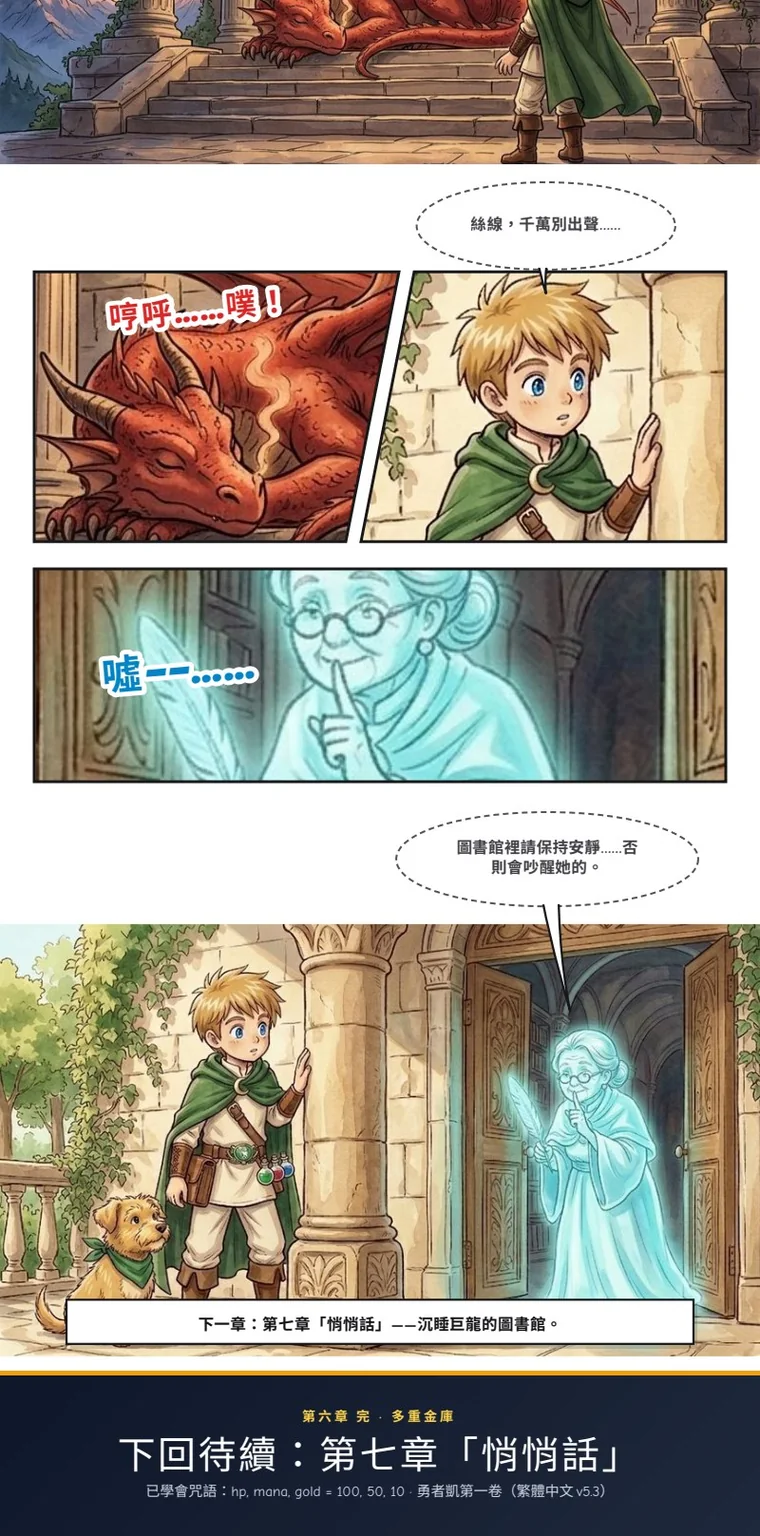 絲線，千萬別出聲……
哼呼……噗！
噓——……
圖書館裡請保持安靜……否
則會吵醒她的。
下一章：第七章「悄悄話」——沉睡巨龍的圖書館。
第六章 完 · 多重金庫
下回待續：第七章「悄悄話」
已學會咒語：hp, mana, gold = 100, 50, 10 · 勇者凱第一卷（繁體中文 v5.3）